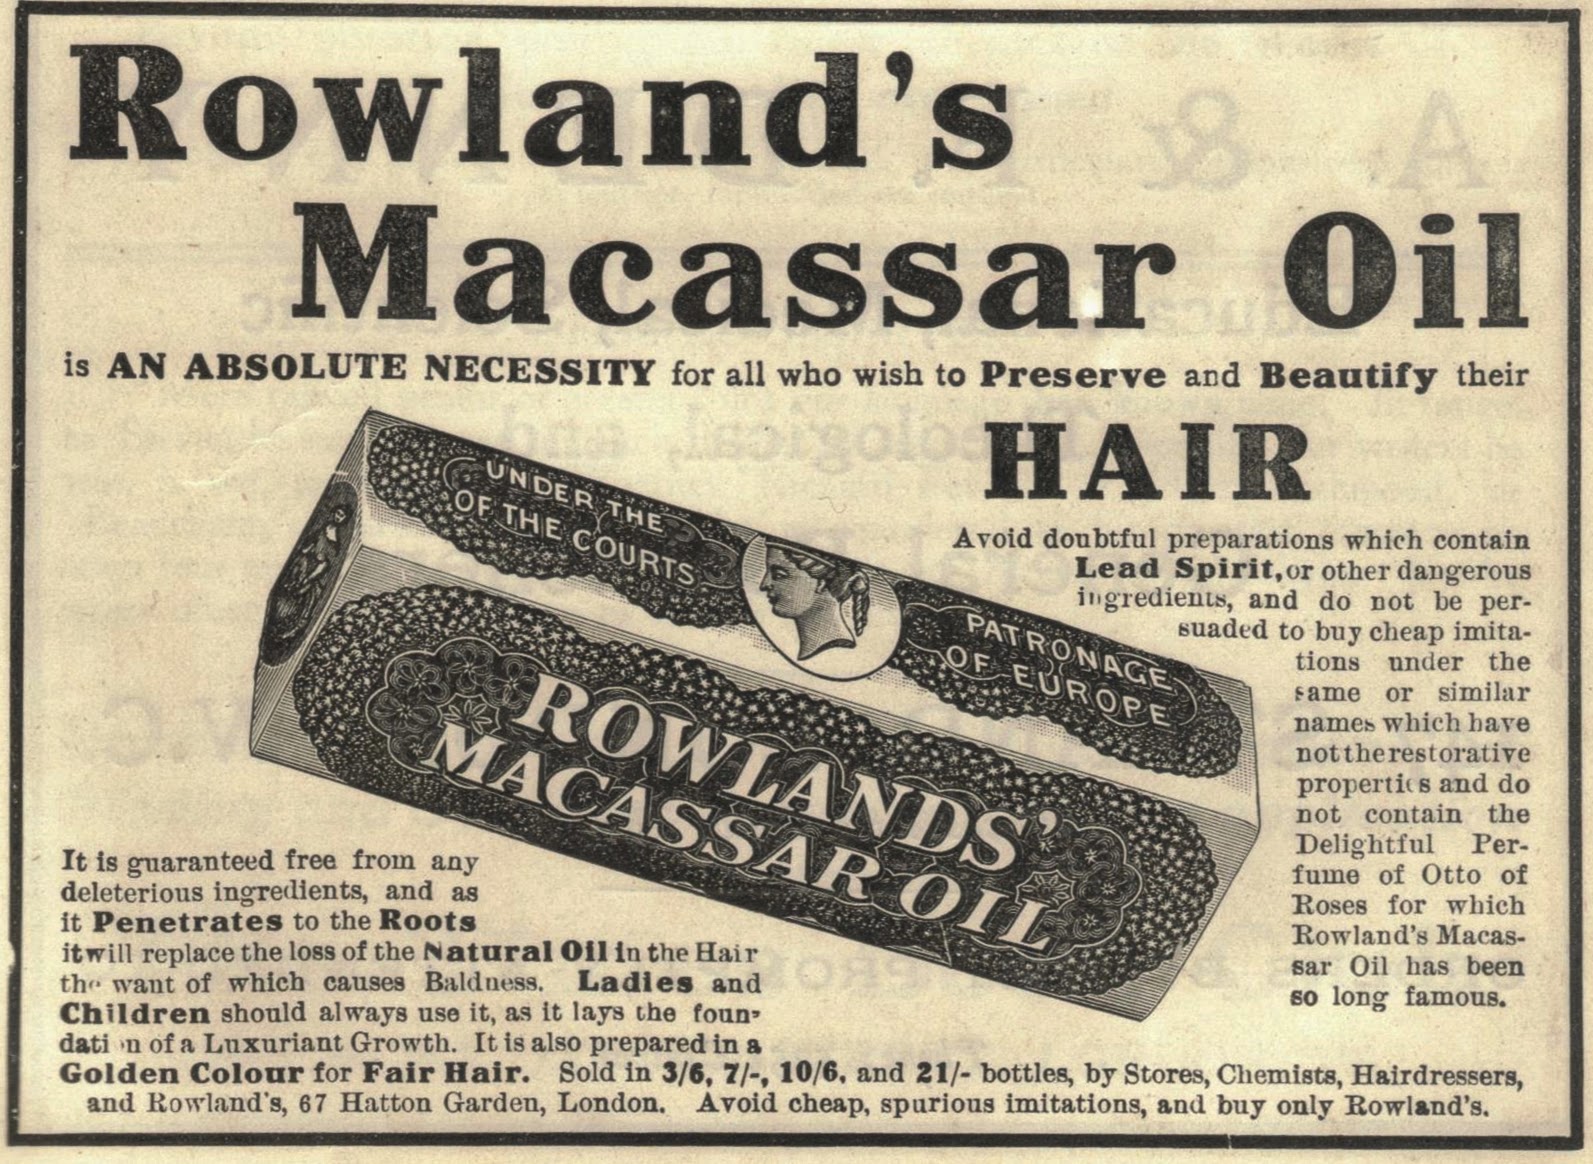 Rowland's
Macassar Oil
is AN ABSOLUTE NECESSITY for all who wish to Preserve and Beautify their
HAIR
UNDER THE PATRONAGE
OF THE COURTS OF EUROPE
ROWLANDS'
MACASSAR OIL
Avoid doubtful preparations which contain
Lead Spirit, or other dangerous
ingredients, and do not be per-
suaded to buy cheap imita-
tions under the
same or similar
names which have
not the restorative
properties and do
not contain the
Delightful Per-
fume of Otto of
Roses for which
Rowland's Macas-
sar Oil has been
so long famous.
It is guaranteed free from any
deleterious ingredients, and as
it Penetrates to the Roots
it will replace the loss of the Natural Oil in the Hair
the want of which causes Baldness. Ladies and
Children should always use it, as it lays the foun-
dation of a Luxuriant Growth. It is also prepared in a
Golden Colour for Fair Hair. Sold in 3/6, 7/-, 10/6, and 21/- bottles, by Stores, Chemists, Hairdressers,
and Rowland's, 67 Hatton Garden, London. Avoid cheap, spurious imitations, and buy only Rowland's.